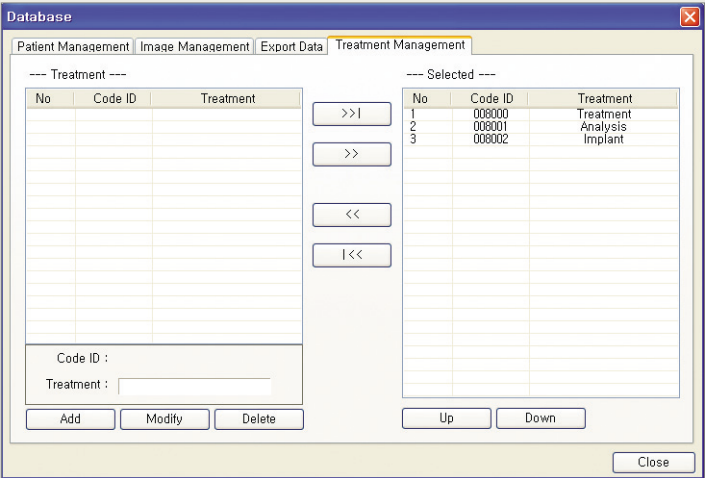 Database
Patient Management Image Management Export Data Treatment Management
--- Treatment ---
No Code ID Treatment
>>|
>>
<<
|<<
--- Selected ---
No Code ID Treatment
1 008000 Treatment
2 008001 Analysis
3 008002 Implant
Code ID :
Treatment :
Add Modify Delete
Up Down
Close